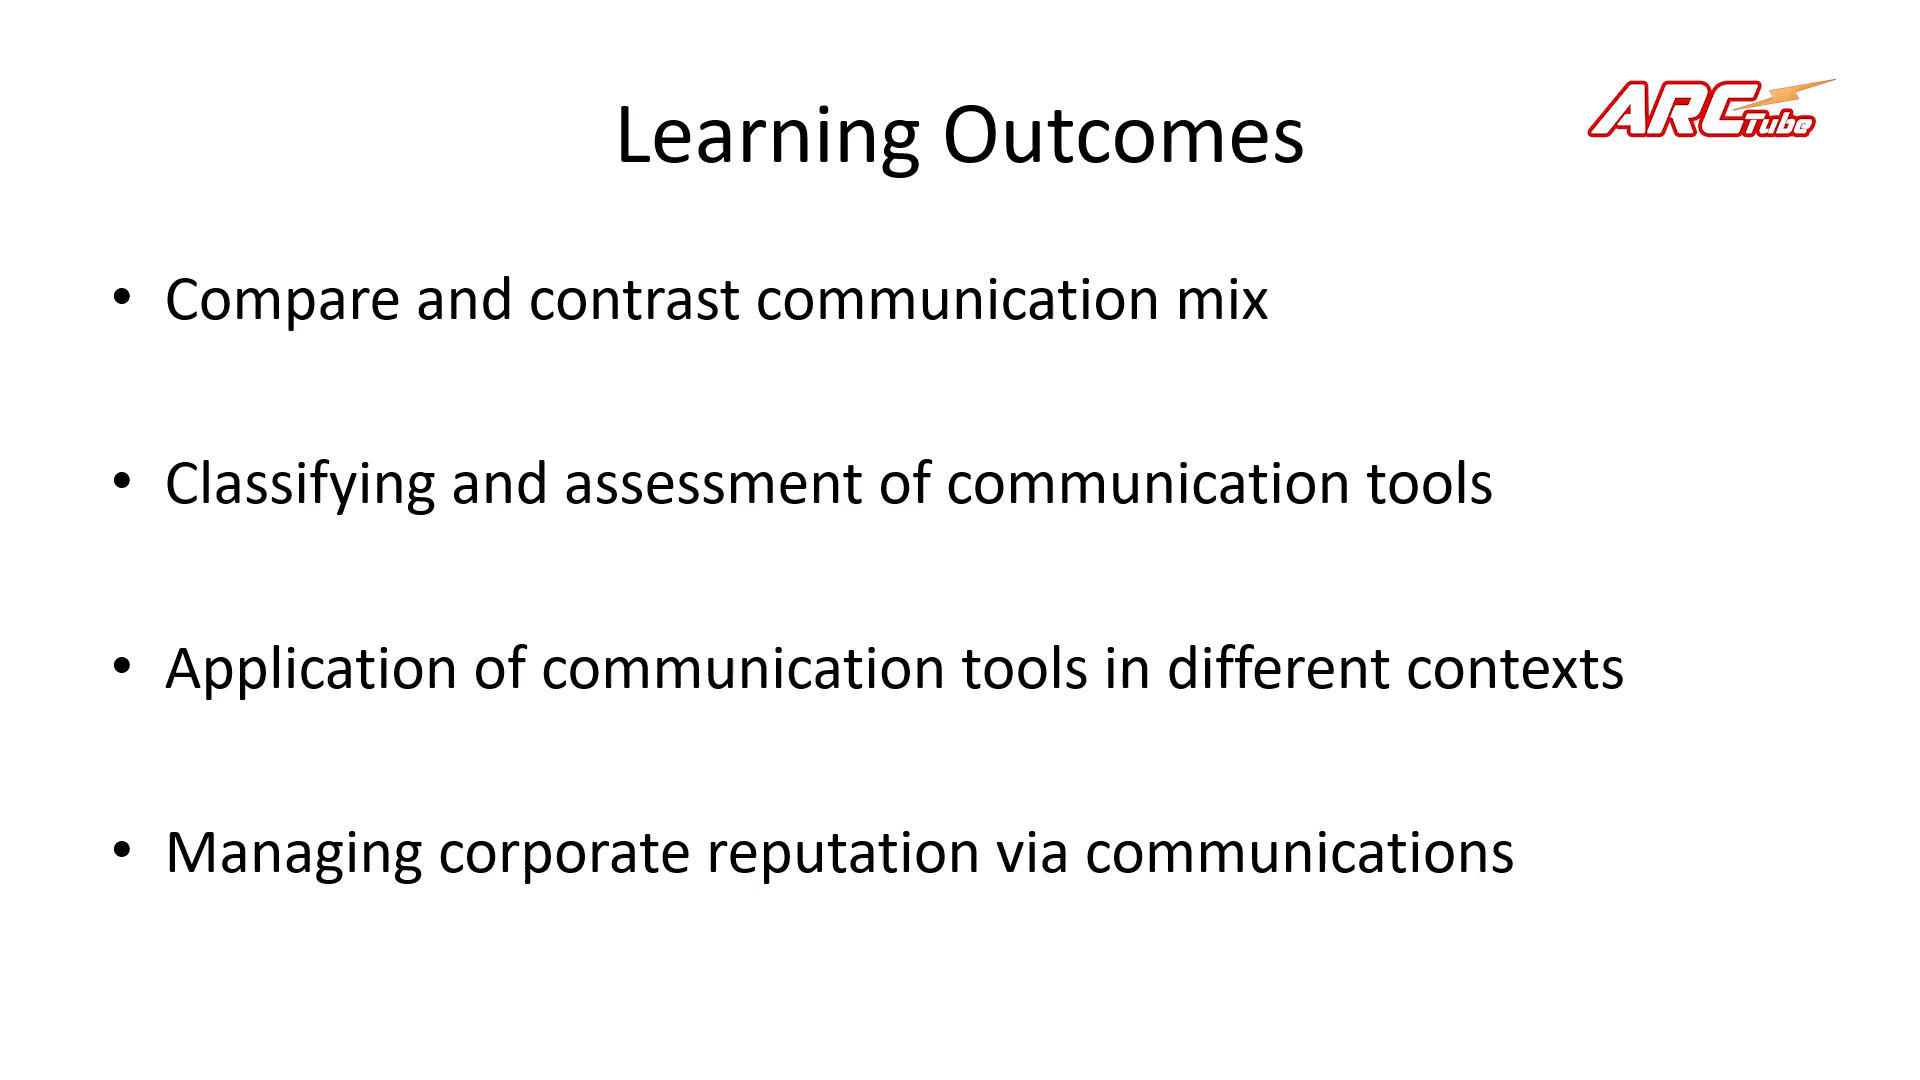 Learning Outcomes
ARC Tube
• Compare and contrast communication mix
• Classifying and assessment of communication tools
• Application of communication tools in different contexts
• Managing corporate reputation via communications